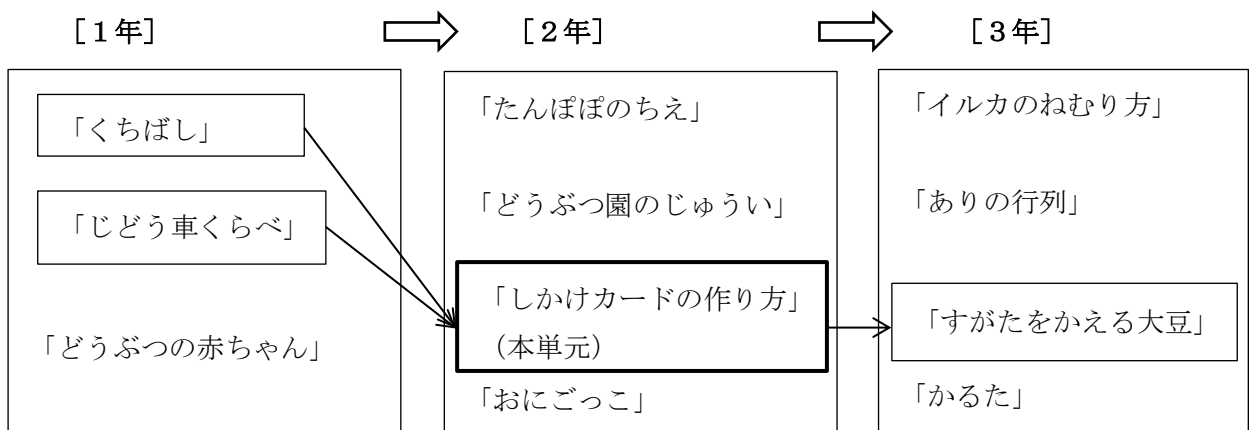 ［１年］
「くちばし」
「じどう車くらべ」
「どうぶつの赤ちゃん」
［２年］
「たんぽぽのちえ」
「どうぶつ園のじゅうい」
「しかけカードの作り方」
（本単元）
「おにごっこ」
［３年］
「イルカのねむり方」
「ありの行列」
「すがたをかえる大豆」
「かるた」